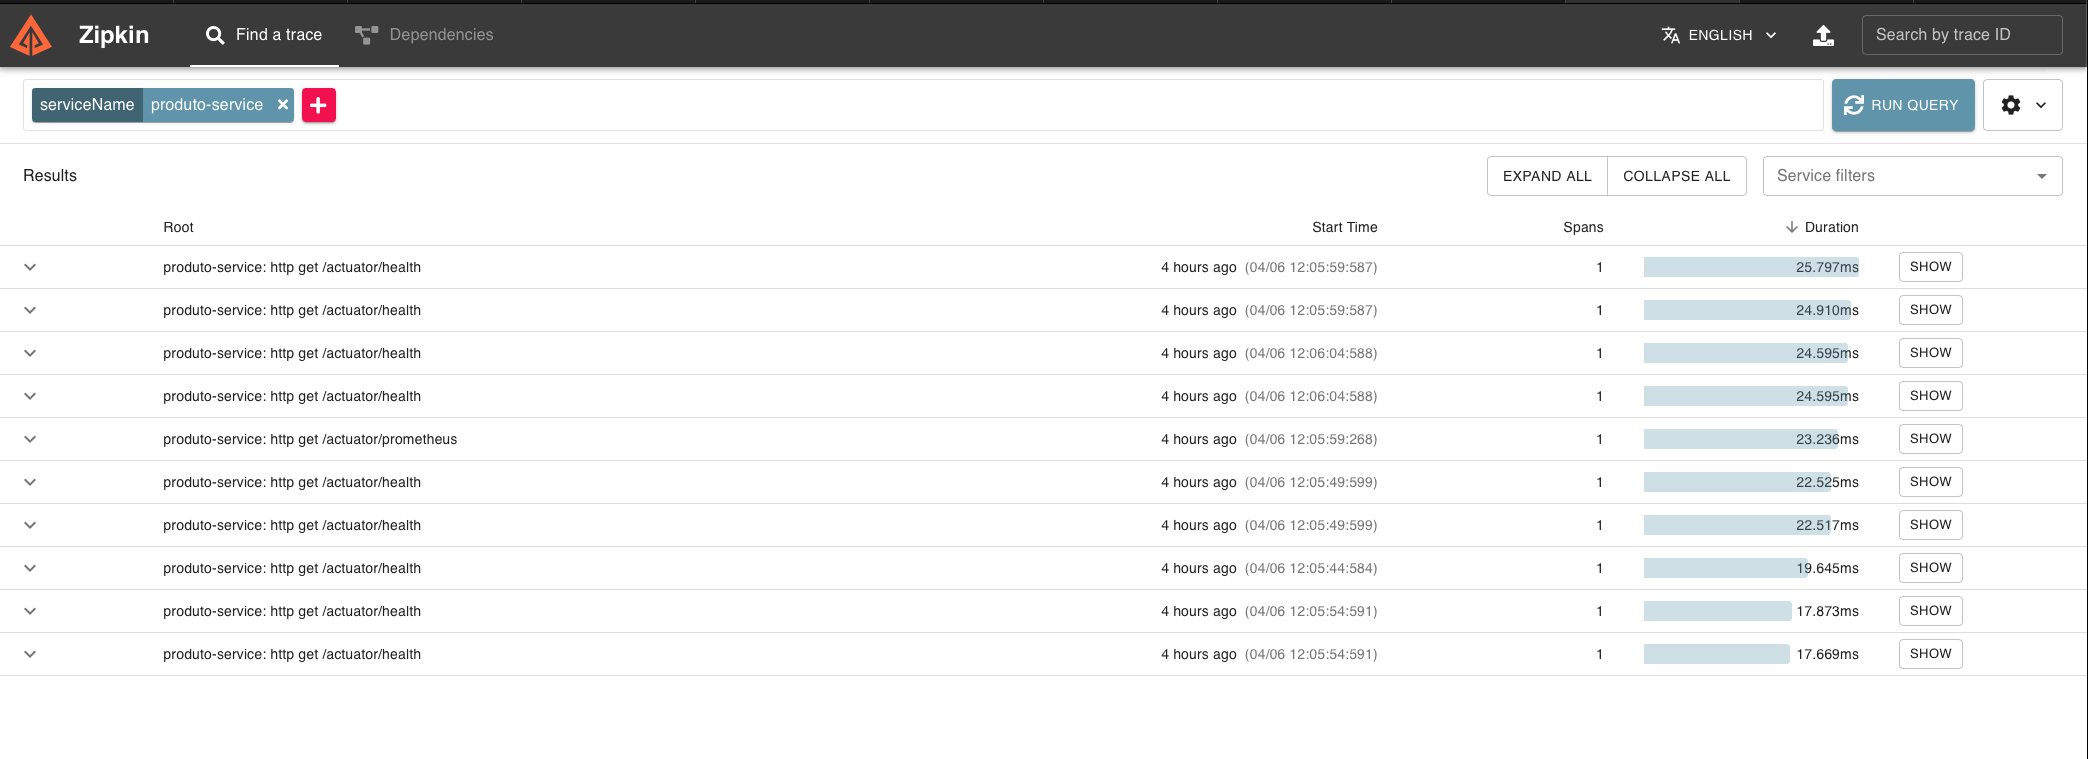 Zipkin Find a trace Dependencies ENGLISH Search by trace ID
serviceName produto-service RUN QUERY
Results EXPAND ALL COLLAPSE ALL Service filters
Root Start Time Spans Duration
produto-service: http get /actuator/health 4 hours ago (04/06 12:05:59:587) 1 25.797ms SHOW
produto-service: http get /actuator/health 4 hours ago (04/06 12:05:59:587) 1 24.910ms SHOW
produto-service: http get /actuator/health 4 hours ago (04/06 12:06:04:588) 1 24.595ms SHOW
produto-service: http get /actuator/health 4 hours ago (04/06 12:06:04:588) 1 24.595ms SHOW
produto-service: http get /actuator/prometheus 4 hours ago (04/06 12:05:59:268) 1 23.236ms SHOW
produto-service: http get /actuator/health 4 hours ago (04/06 12:05:49:599) 1 22.525ms SHOW
produto-service: http get /actuator/health 4 hours ago (04/06 12:05:49:599) 1 22.517ms SHOW
produto-service: http get /actuator/health 4 hours ago (04/06 12:05:44:584) 1 19.645ms SHOW
produto-service: http get /actuator/health 4 hours ago (04/06 12:05:54:591) 1 17.873ms SHOW
produto-service: http get /actuator/health 4 hours ago (04/06 12:05:54:591) 1 17.669ms SHOW